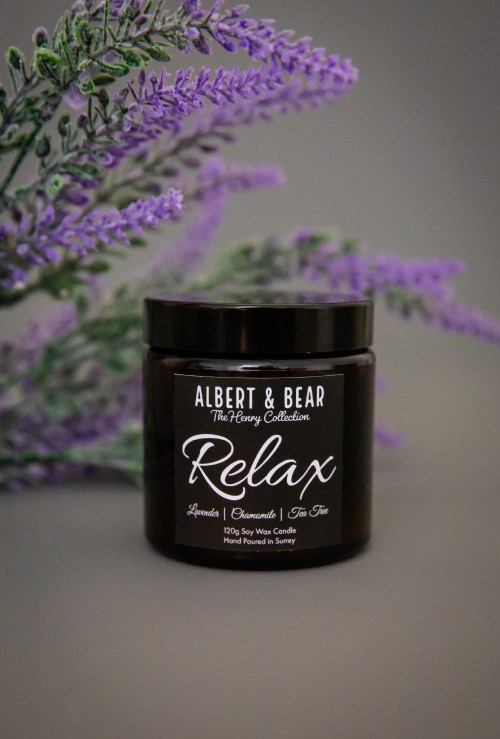 ALBERT & BEAR
The Henry Collection
Relax
Lavender | Chamomile | Tea Tree
120g Soy Wax Candle
Hand Poured in Surrey